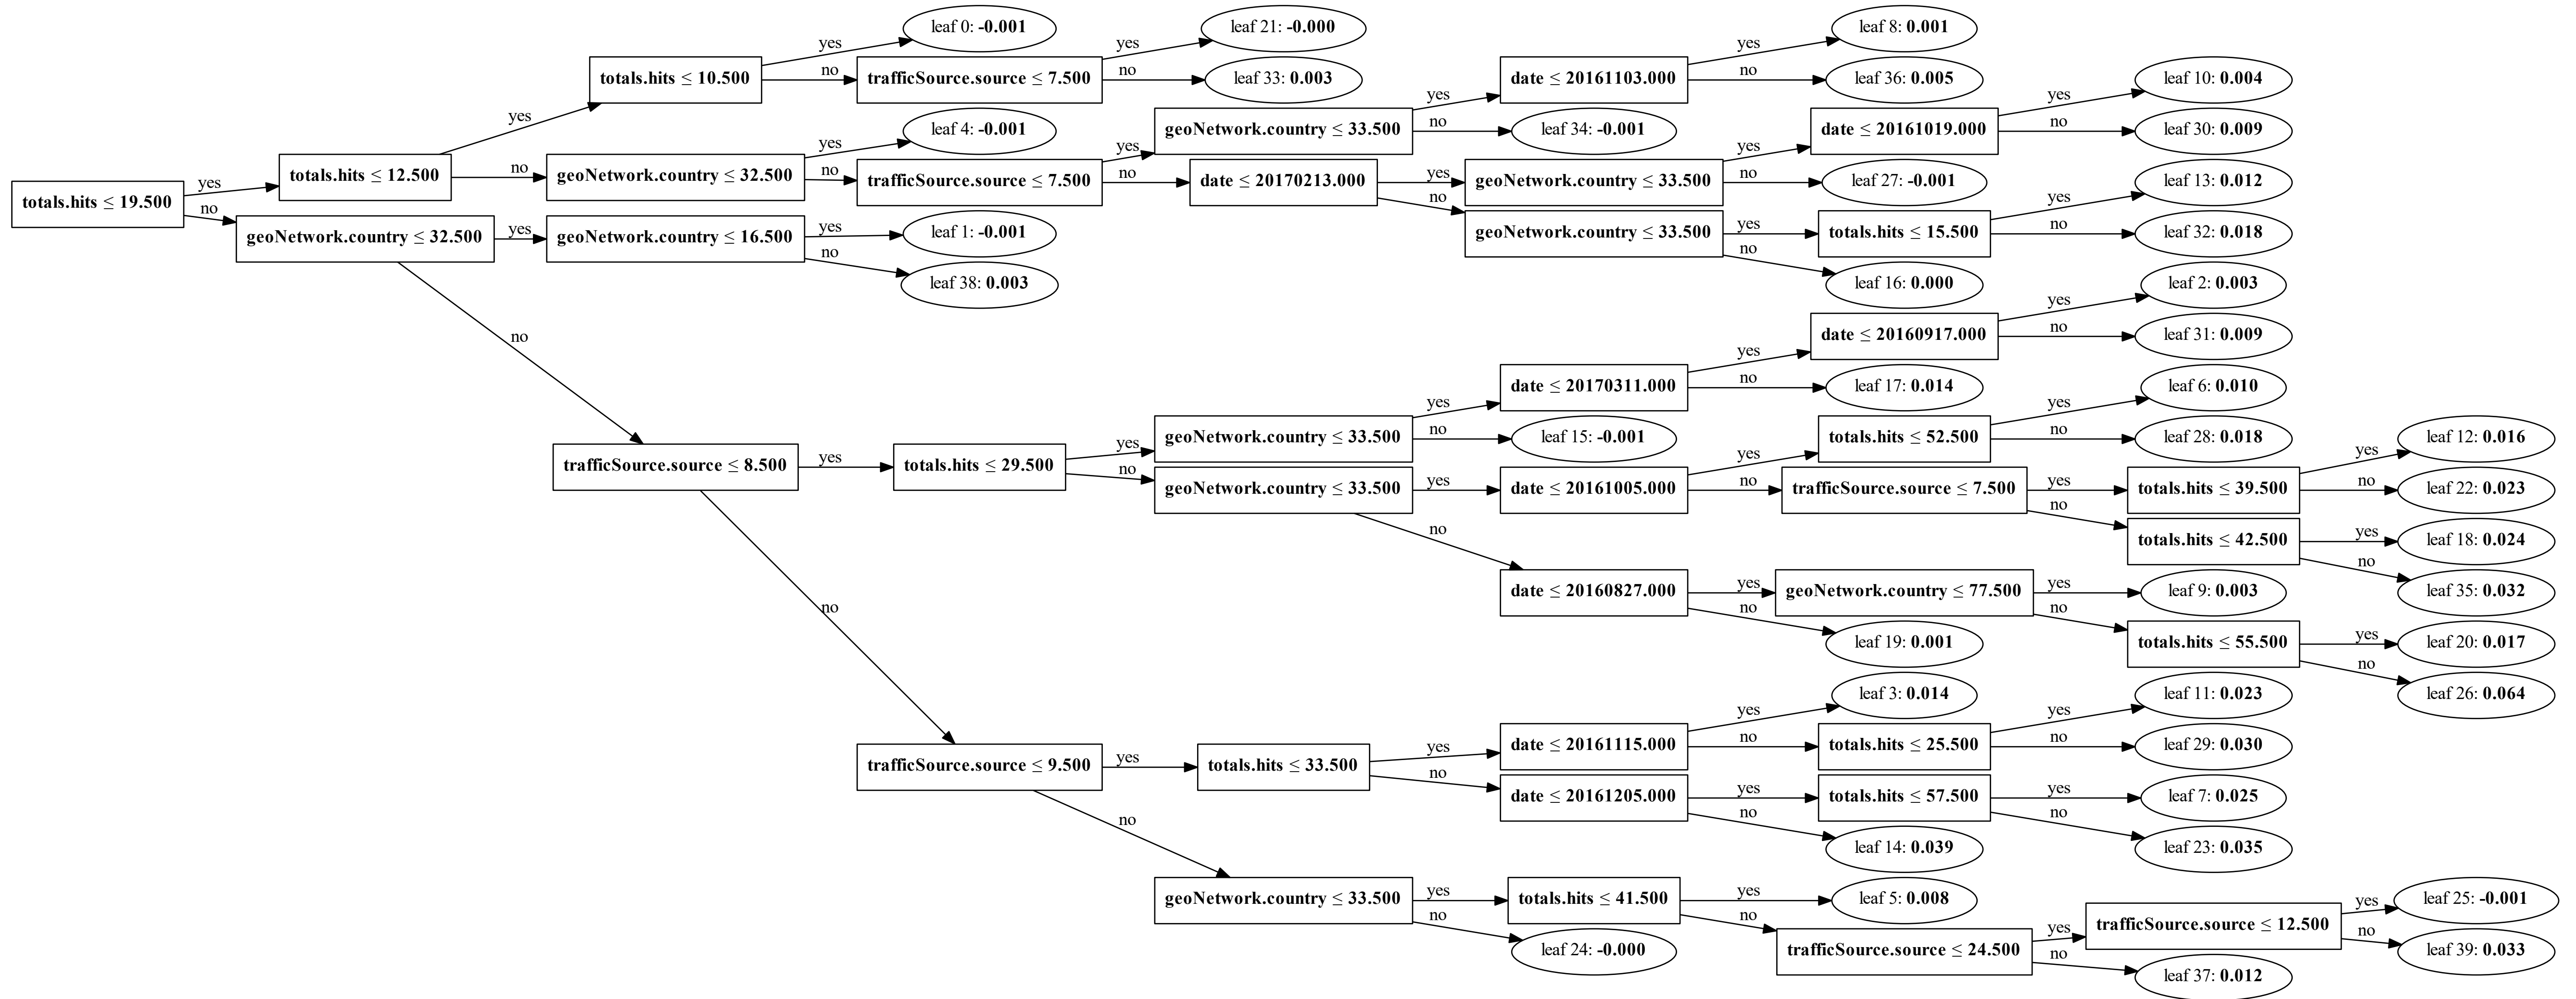 totals.hits ≤ 19.500
yes
no
totals.hits ≤ 12.500
yes
no
totals.hits ≤ 10.500
yes
no
leaf 0: -0.001
trafficSource.source ≤ 7.500
yes
no
leaf 21: -0.000
leaf 33: 0.003
geoNetwork.country ≤ 32.500
yes
no
leaf 4: -0.001
trafficSource.source ≤ 7.500
yes
no
geoNetwork.country ≤ 33.500
yes
no
date ≤ 20161103.000
yes
no
leaf 8: 0.001
leaf 36: 0.005
leaf 34: -0.001
date ≤ 20170213.000
yes
no
geoNetwork.country ≤ 33.500
yes
no
date ≤ 20161019.000
yes
no
leaf 10: 0.004
leaf 30: 0.009
leaf 27: -0.001
geoNetwork.country ≤ 33.500
yes
no
totals.hits ≤ 15.500
yes
no
leaf 13: 0.012
leaf 32: 0.018
leaf 16: 0.000
geoNetwork.country ≤ 32.500
yes
no
geoNetwork.country ≤ 16.500
yes
no
leaf 1: -0.001
leaf 38: 0.003
trafficSource.source ≤ 8.500
yes
no
totals.hits ≤ 29.500
yes
no
geoNetwork.country ≤ 33.500
yes
no
date ≤ 20170311.000
yes
no
date ≤ 20160917.000
yes
no
leaf 2: 0.003
leaf 31: 0.009
leaf 17: 0.014
leaf 15: -0.001
geoNetwork.country ≤ 33.500
yes
no
date ≤ 20161005.000
yes
no
totals.hits ≤ 52.500
yes
no
leaf 6: 0.010
leaf 28: 0.018
trafficSource.source ≤ 7.500
yes
no
totals.hits ≤ 39.500
yes
no
leaf 12: 0.016
leaf 22: 0.023
totals.hits ≤ 42.500
yes
no
leaf 18: 0.024
leaf 35: 0.032
date ≤ 20160827.000
yes
no
geoNetwork.country ≤ 77.500
yes
no
leaf 9: 0.003
totals.hits ≤ 55.500
yes
no
leaf 20: 0.017
leaf 26: 0.064
leaf 19: 0.001
trafficSource.source ≤ 9.500
yes
no
totals.hits ≤ 33.500
yes
no
date ≤ 20161115.000
yes
no
leaf 3: 0.014
totals.hits ≤ 25.500
yes
no
leaf 11: 0.023
leaf 29: 0.030
date ≤ 20161205.000
yes
no
totals.hits ≤ 57.500
yes
no
leaf 7: 0.025
leaf 23: 0.035
leaf 14: 0.039
geoNetwork.country ≤ 33.500
yes
no
totals.hits ≤ 41.500
yes
no
leaf 5: 0.008
trafficSource.source ≤ 24.500
yes
no
trafficSource.source ≤ 12.500
yes
no
leaf 25: -0.001
leaf 39: 0.033
leaf 37: 0.012
leaf 24: -0.000